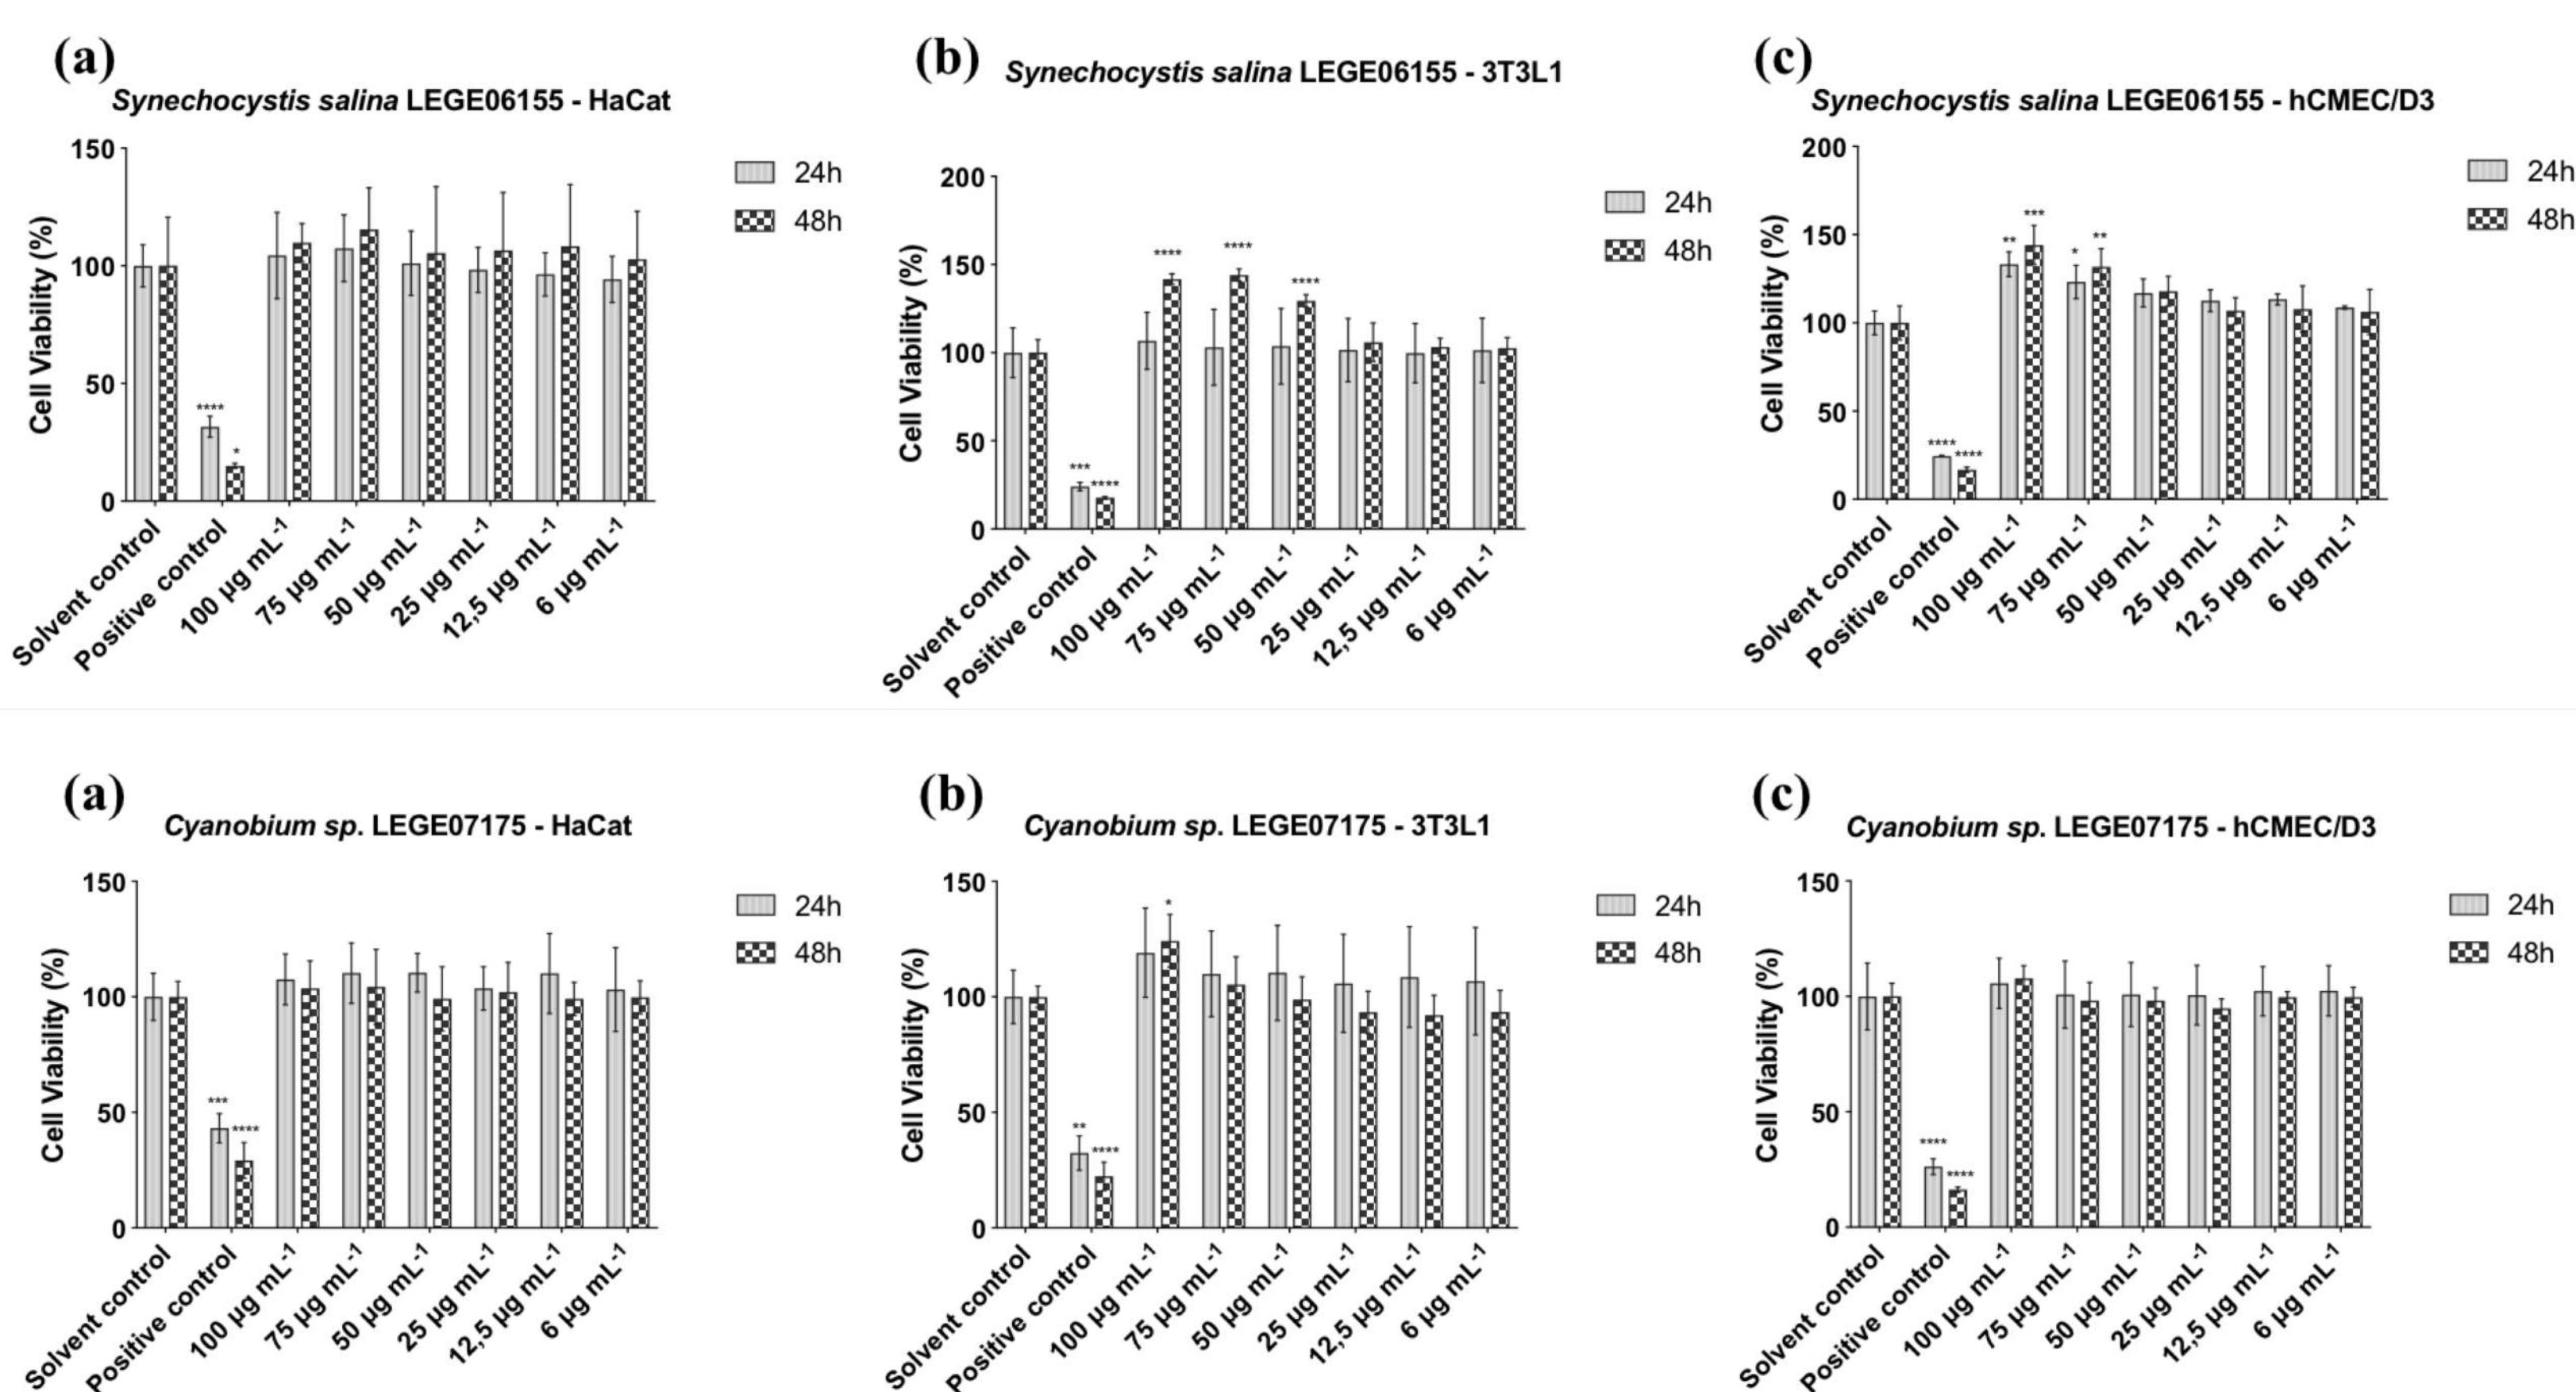 (a)
Synechocystis salina LEGE06155 - HaCat
150
100
50
0
Cell Viability (%)
24h
48h
****
*
Solvent control
Positive control
100 µg mL-1
75 µg mL-1
50 µg mL-1
25 µg mL-1
12,5 µg mL-1
6 µg mL-1
(b)
Synechocystis salina LEGE06155 - 3T3L1
200
150
100
50
0
Cell Viability (%)
24h
48h
***
****
****
****
****
Solvent control
Positive control
100 µg mL-1
75 µg mL-1
50 µg mL-1
25 µg mL-1
12,5 µg mL-1
6 µg mL-1
(c)
Synechocystis salina LEGE06155 - hCMEC/D3
200
150
100
50
0
Cell Viability (%)
24h
48h
****
****
**
***
*
**
Solvent control
Positive control
100 µg mL-1
75 µg mL-1
50 µg mL-1
25 µg mL-1
12,5 µg mL-1
6 µg mL-1
(a)
Cyanobium sp. LEGE07175 - HaCat
150
100
50
0
Cell Viability (%)
24h
48h
***
****
Solvent control
Positive control
100 µg mL-1
75 µg mL-1
50 µg mL-1
25 µg mL-1
12,5 µg mL-1
6 µg mL-1
(b)
Cyanobium sp. LEGE07175 - 3T3L1
150
100
50
0
Cell Viability (%)
24h
48h
**
****
*
Solvent control
Positive control
100 µg mL-1
75 µg mL-1
50 µg mL-1
25 µg mL-1
12,5 µg mL-1
6 µg mL-1
(c)
Cyanobium sp. LEGE07175 - hCMEC/D3
150
100
50
0
Cell Viability (%)
24h
48h
****
****
Solvent control
Positive control
100 µg mL-1
75 µg mL-1
50 µg mL-1
25 µg mL-1
12,5 µg mL-1
6 µg mL-1